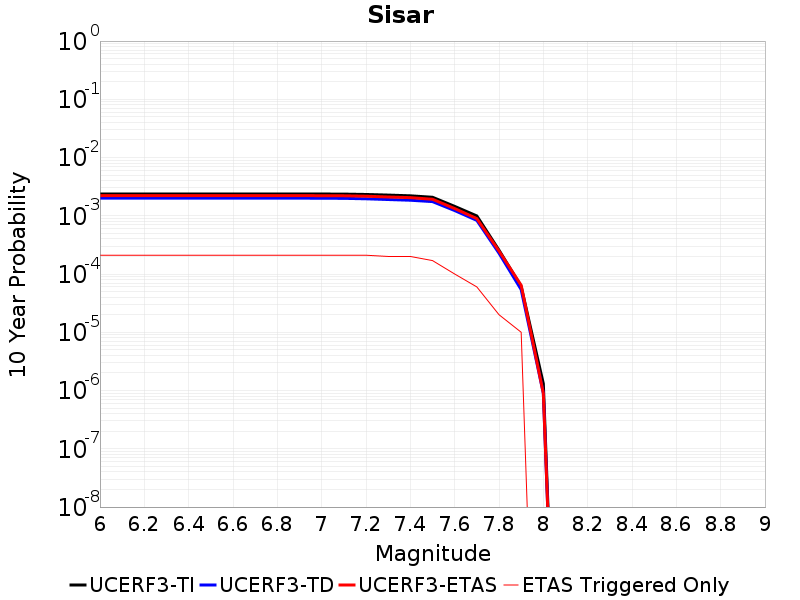 Sisar
10^0
10^-1
10^-2
10^-3
10^-4
10^-5
10^-6
10^-7
10^-8
10 Year Probability
6 6.2 6.4 6.6 6.8 7 7.2 7.4 7.6 7.8 8 8.2 8.4 8.6 8.8 9
Magnitude
UCERF3-TI UCERF3-TD UCERF3-ETAS ETAS Triggered Only